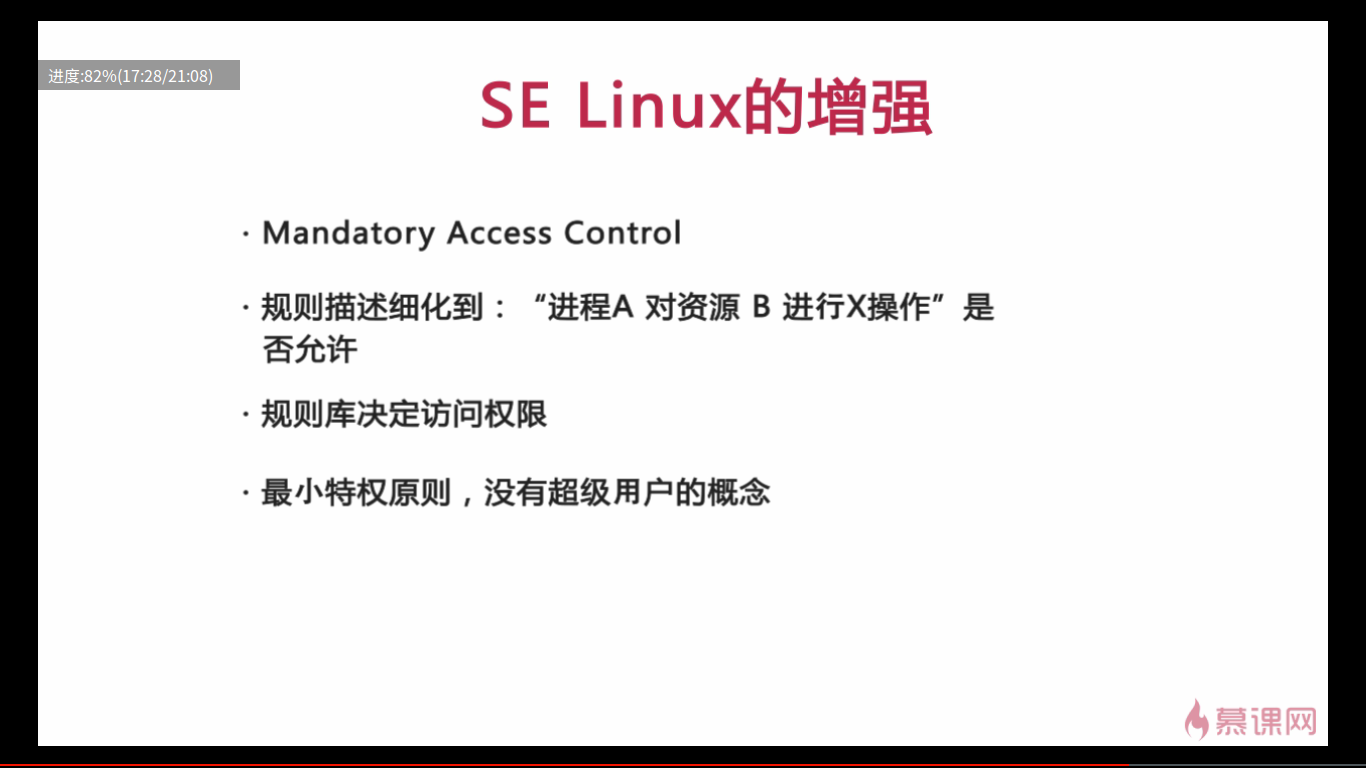 进度:82%(17:28/21:08)
SE Linux的增强
· Mandatory Access Control
· 规则描述细化到：“进程A 对资源 B 进行X操作”是
否允许
· 规则库决定访问权限
· 最小特权原则，没有超级用户的概念
慕课网